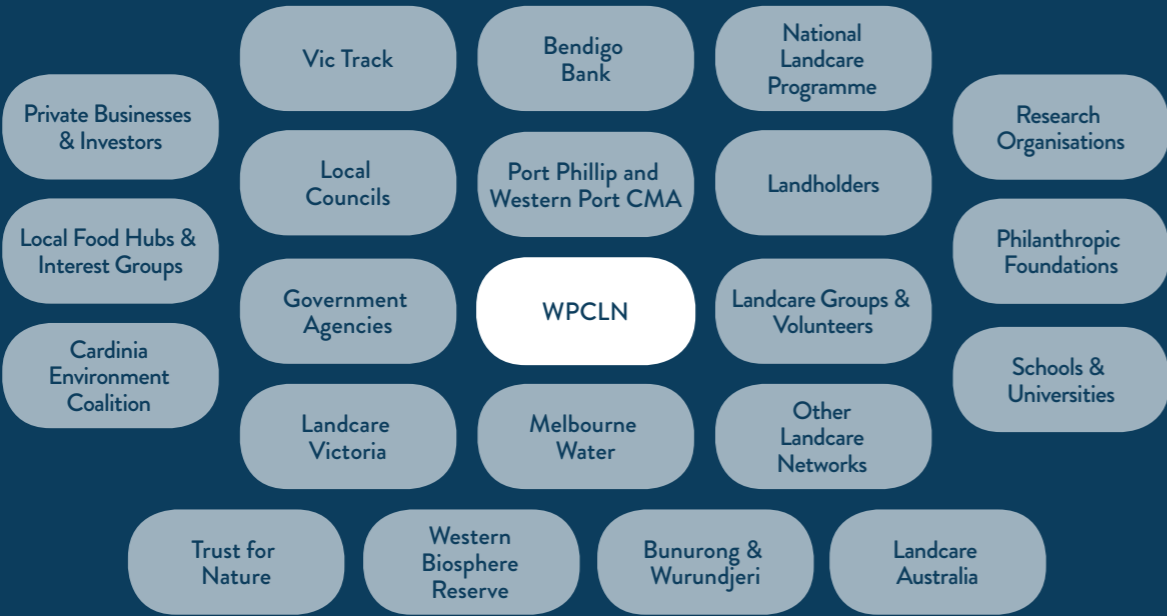 Vic Track
Bendigo
Bank
National
Landcare
Programme
Private Businesses
& Investors
Research
Organisations
Local
Councils
Port Phillip and
Western Port CMA
Landholders
Local Food Hubs &
Interest Groups
Philanthropic
Foundations
Government
Agencies
WPCLN
Landcare Groups &
Volunteers
Cardinia
Environment
Coalition
Schools &
Universities
Landcare
Victoria
Melbourne
Water
Other
Landcare
Networks
Trust for
Nature
Western
Biosphere
Reserve
Bunurong &
Wurundjeri
Landcare
Australia